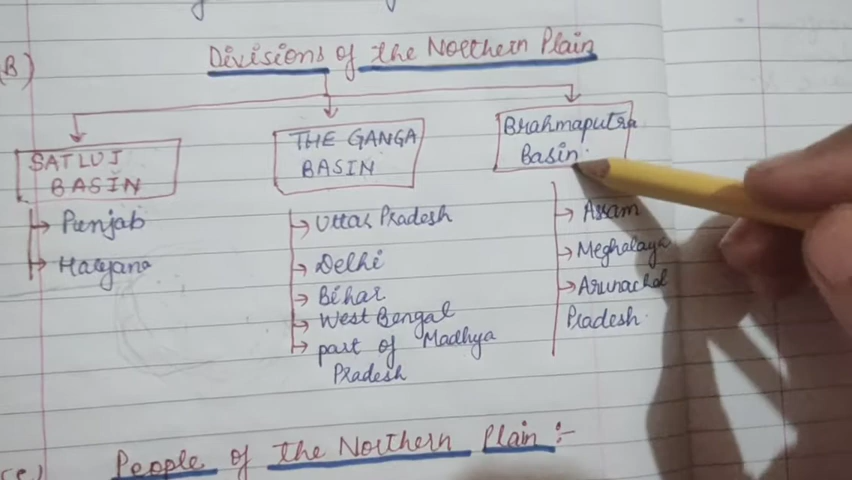 (B)
Divisions of the Northern Plain
SATLUJ
BASIN
Punjab
Haryana
THE GANGA
BASIN
Uttar Pradesh
Delhi
Bihar
West Bengal
part of Madhya
Pradesh
Brahmaputra
Basin.
Assam
Meghalaya
Arunachal
Pradesh.
(c)
People of the Northern Plain :-